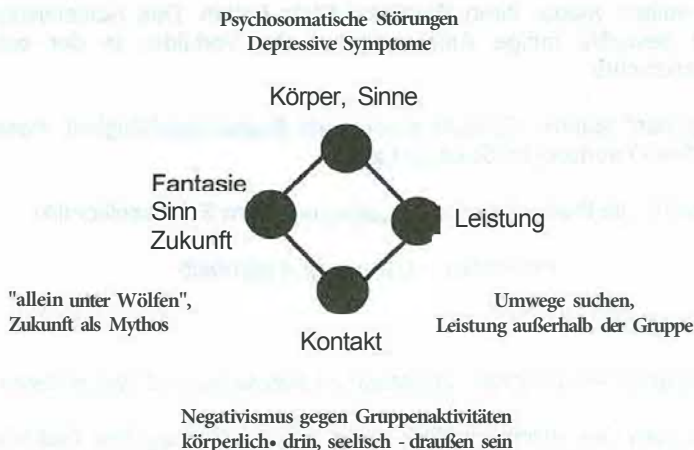 Psychosomatische Störungen
Depressive Symptome
Körper, Sinne
Fantasie
Sinn
Zukunft
Leistung
"allein unter Wölfen",
Zukunft als Mythos
Umwege suchen,
Leistung außerhalb der Gruppe
Kontakt
Negativismus gegen Gruppenaktivitäten
körperlich• drin, seelisch - draußen sein